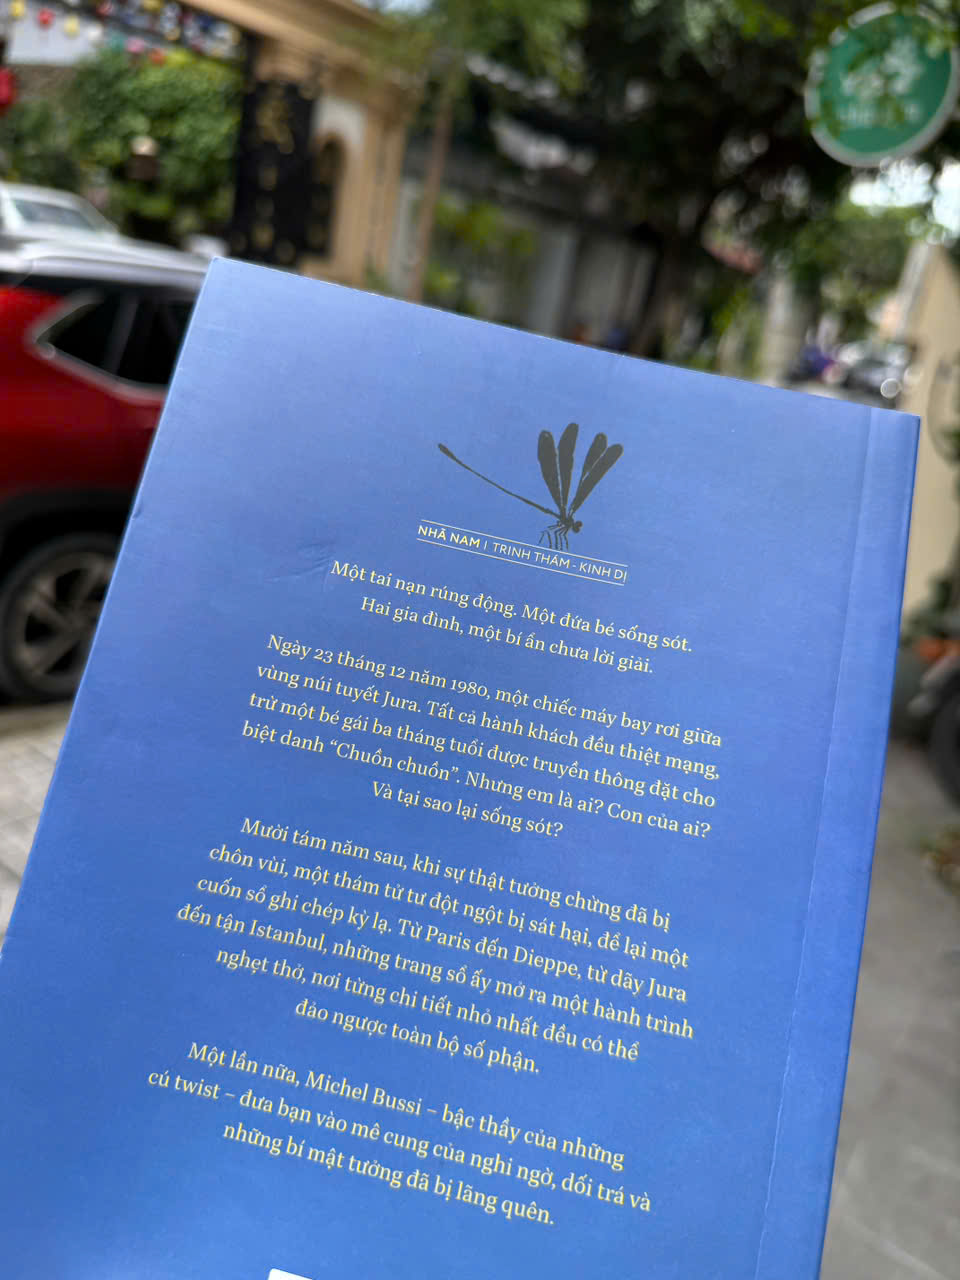 NHÃ NAM | TRINH THÁM - KINH DỊ
Một tai nạn rúng động. Một đứa bé sống sót.
Hai gia đình, một bí ẩn chưa lời giải.
Ngày 23 tháng 12 năm 1980, một chiếc máy bay rơi giữa
vùng núi tuyết Jura. Tất cả hành khách đều thiệt mạng,
trừ một bé gái ba tháng tuổi được truyền thông đặt cho
biệt danh “Chuồn chuồn”. Nhưng em là ai? Con của ai?
Và tại sao lại sống sót?
Mười tám năm sau, khi sự thật tưởng chừng đã bị
chôn vùi, một thám tử tư đột ngột bị sát hại, để lại một
cuốn sổ ghi chép kỳ lạ. Từ Paris đến Dieppe, từ dãy Jura
đến tận Istanbul, những trang sổ ấy mở ra một hành trình
nghẹt thở, nơi từng chi tiết nhỏ nhất đều có thể
đảo ngược toàn bộ số phận.
Một lần nữa, Michel Bussi – bậc thầy của những
cú twist – đưa bạn vào mê cung của nghi ngờ, dối trá và
những bí mật tưởng đã bị lãng quên.